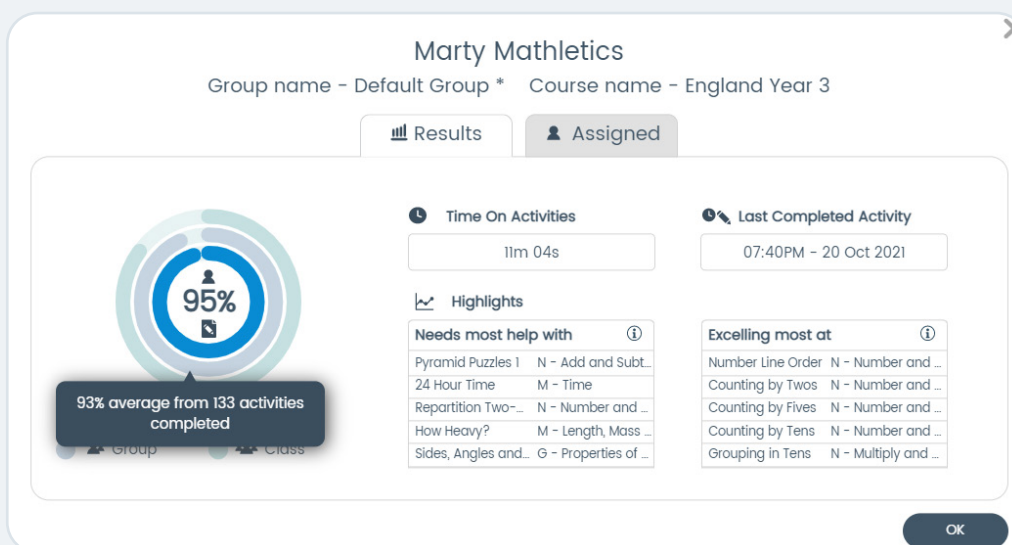 Marty Mathletics
Group name - Default Group * Course name - England Year 3
Results
Assigned
95%
93% average from 133 activities
completed
Group
Class
Time On Activities
11m 04s
Last Completed Activity
07:40PM - 20 Oct 2021
Highlights
Needs most help with
Pyramid Puzzles 1 N - Add and Subt...
24 Hour Time M - Time
Repartition Two-... N - Number and ...
How Heavy? M - Length, Mass ...
Sides, Angles and... G - Properties of ...
Excelling most at
Number Line Order N - Number and ...
Counting by Twos N - Number and ...
Counting by Fives N - Number and ...
Counting by Tens N - Number and ...
Grouping in Tens N - Multiply and ...
OK